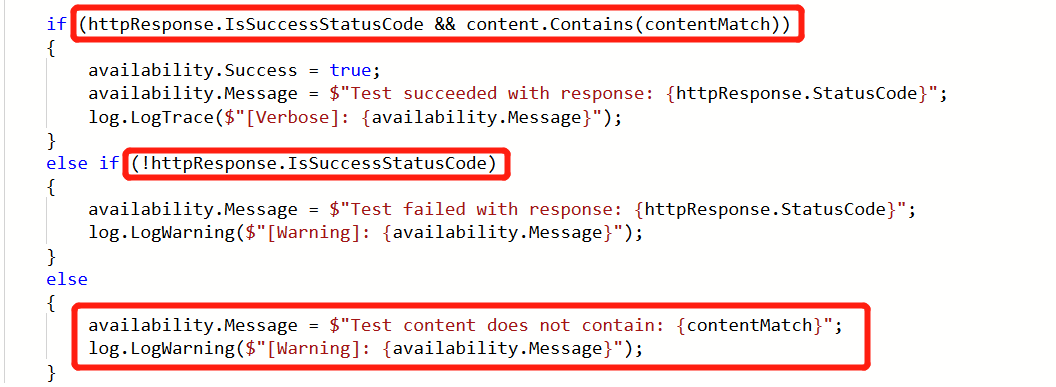 if (httpResponse.IsSuccessStatusCode && content.Contains(contentMatch))
{
    availability.Success = true;
    availability.Message = $"Test succeeded with response: {httpResponse.StatusCode}";
    log.LogTrace($"[Verbose]: {availability.Message}");
}
else if (!httpResponse.IsSuccessStatusCode)
{
    availability.Message = $"Test failed with response: {httpResponse.StatusCode}";
    log.LogWarning($"[Warning]: {availability.Message}");
}
else
{
    availability.Message = $"Test content does not contain: {contentMatch}";
    log.LogWarning($"[Warning]: {availability.Message}");
}